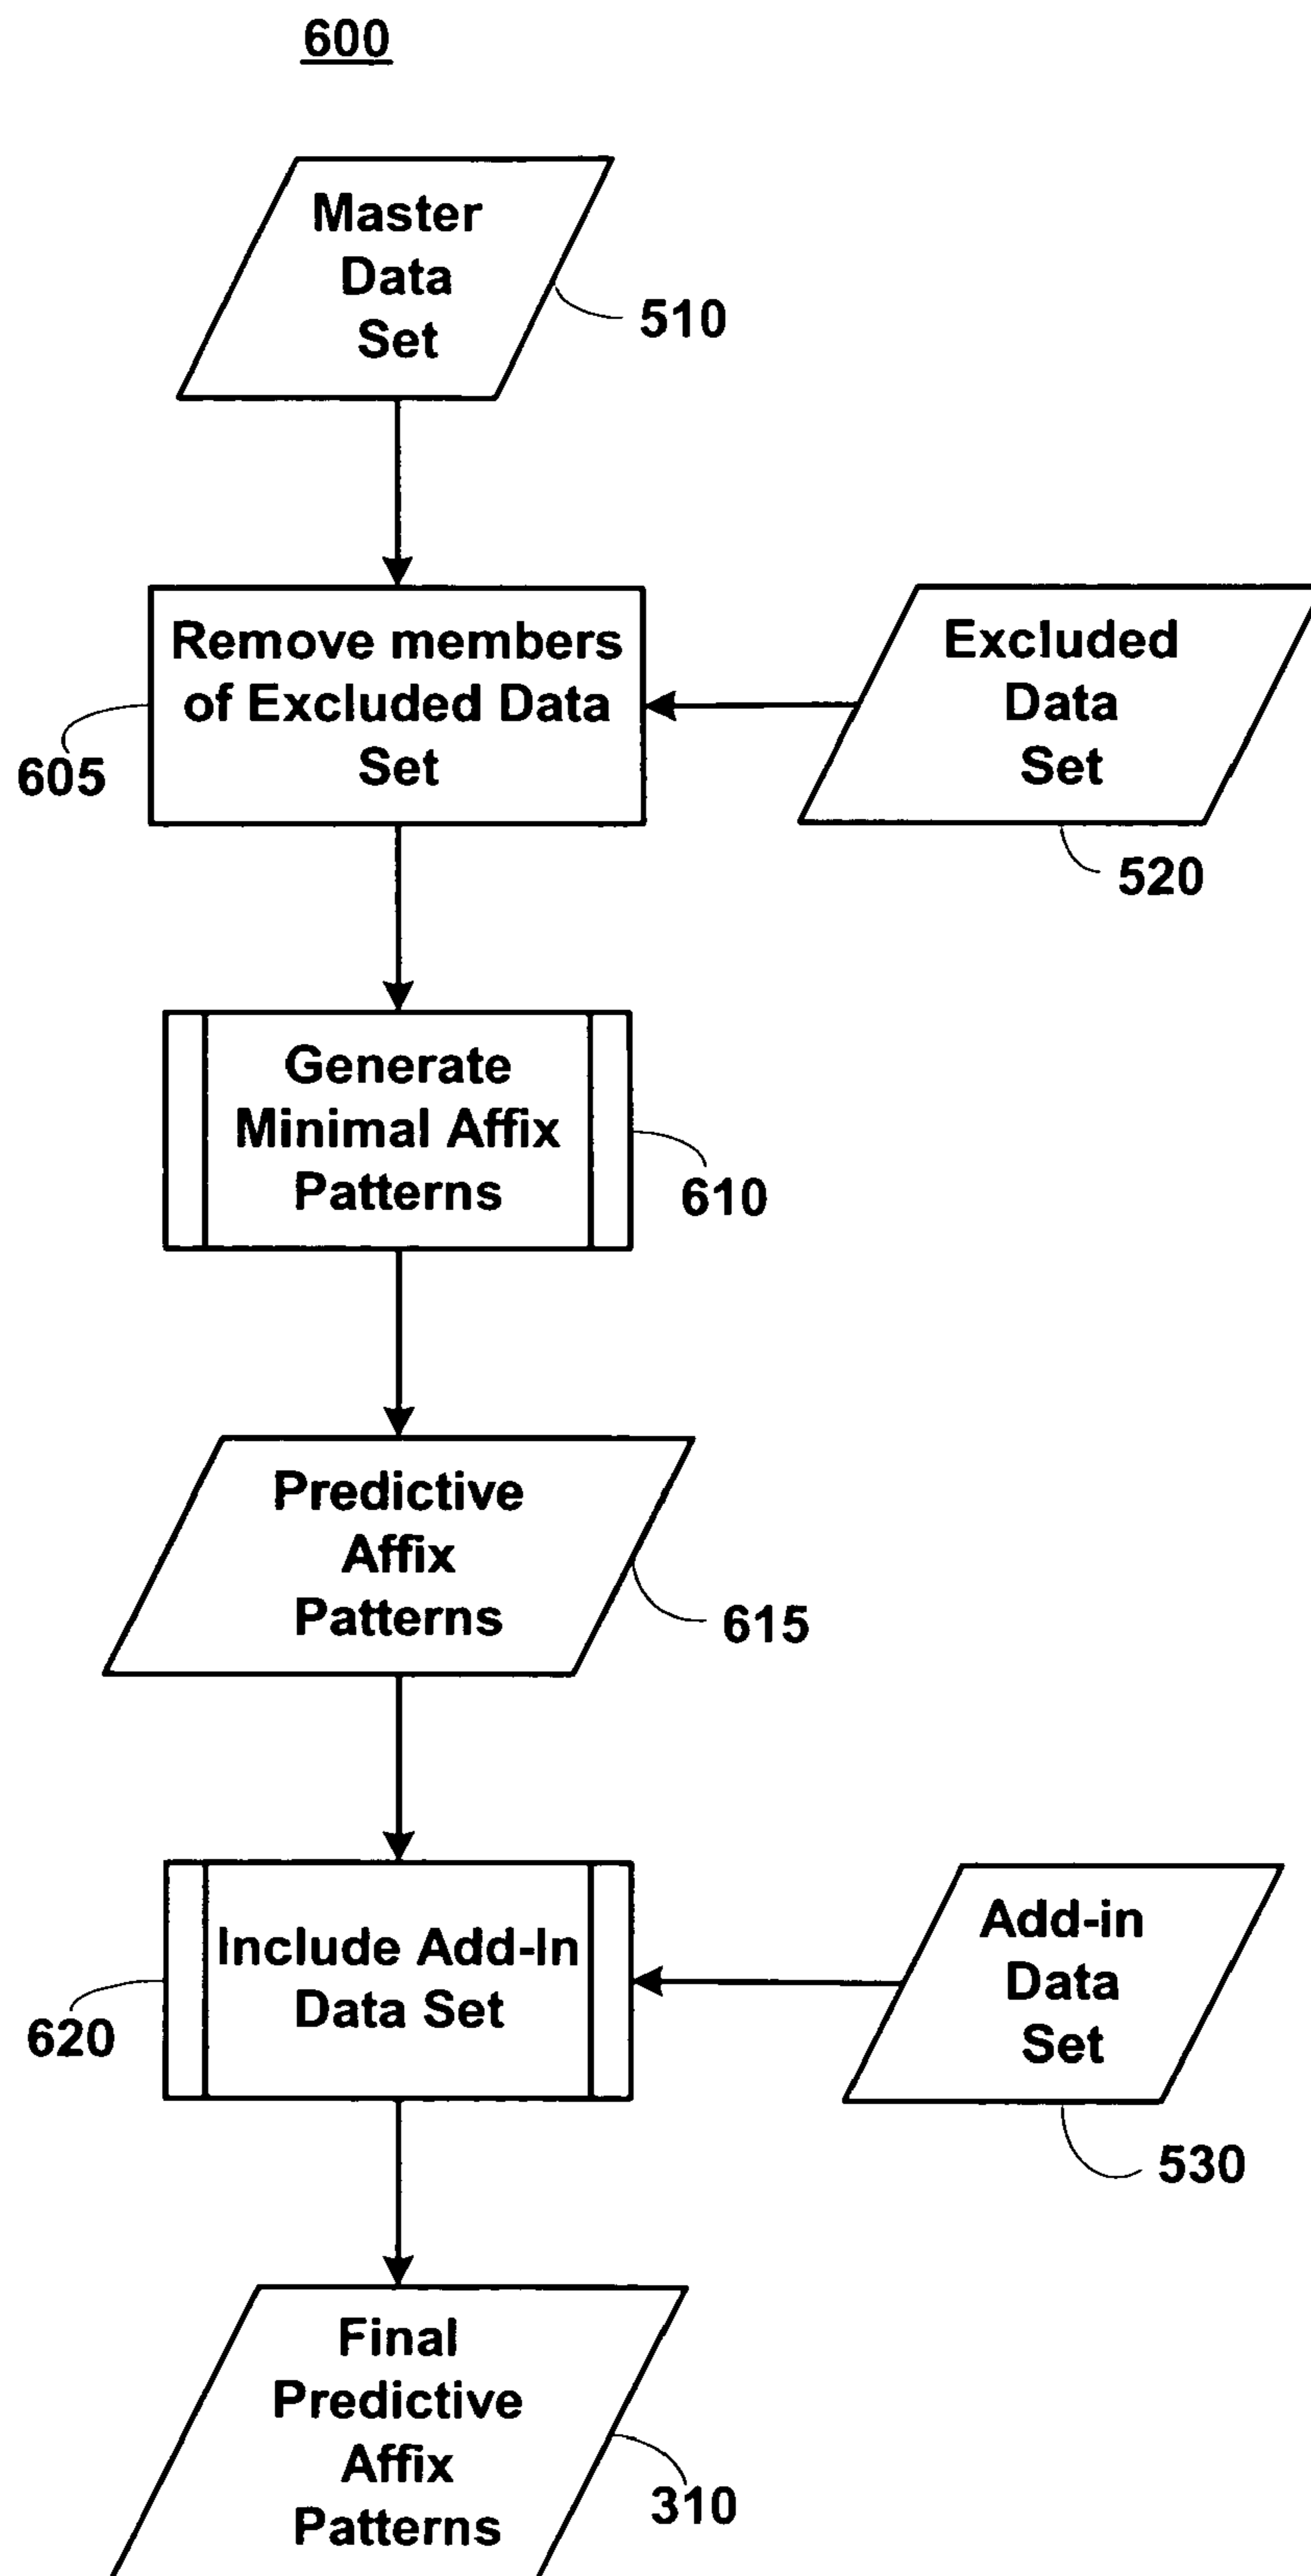 600
Master
Data
Set
510
Remove members
of Excluded Data
Set
605
Excluded
Data
Set
520
Generate
Minimal Affix
Patterns
610
Predictive
Affix
Patterns
615
Include Add-In
Data Set
620
Add-in
Data
Set
530
Final
Predictive
Affix
Patterns
310